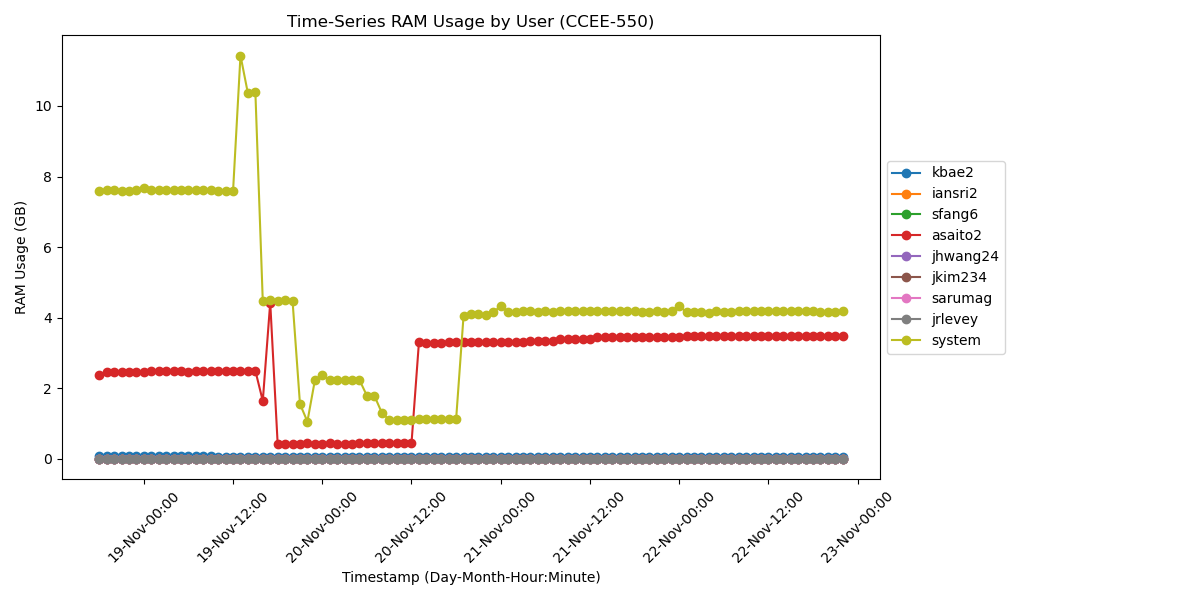 Time-Series RAM Usage by User (CCEE-550)
RAM Usage (GB)
10
8
6
4
2
0
19-Nov-00:00
19-Nov-12:00
20-Nov-00:00
20-Nov-12:00
21-Nov-00:00
21-Nov-12:00
22-Nov-00:00
22-Nov-12:00
23-Nov-00:00
Timestamp (Day-Month-Hour:Minute)
kbae2
iansri2
sfang6
asaito2
jhwang24
jkim234
sarumag
jrlevey
system